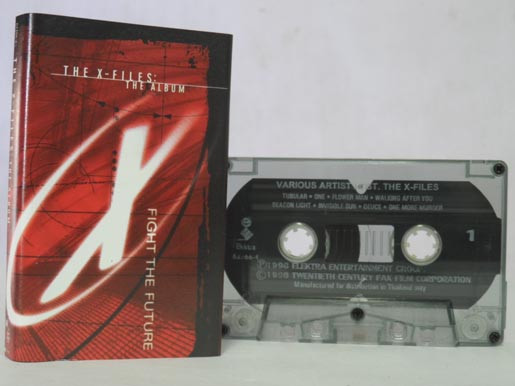 THE X-FILES:
THE ALBUM
FIGHT THE FUTURE
VARIOUS ARTIST ST. THE X-FILES
TUBULAR • ONE • FLOWER MAN • WALKING AFTER YOU
BEACON LIGHT • INVISIBLE SUN • DEUCE • ONE MORE MURDER
1
Ⓟ1998 ELEKTRA ENTERTAINMENT GROUP
©1998 TWENTIETH CENTURY FOX FILM CORPORATION
Manufactured for distribution in Thailand only